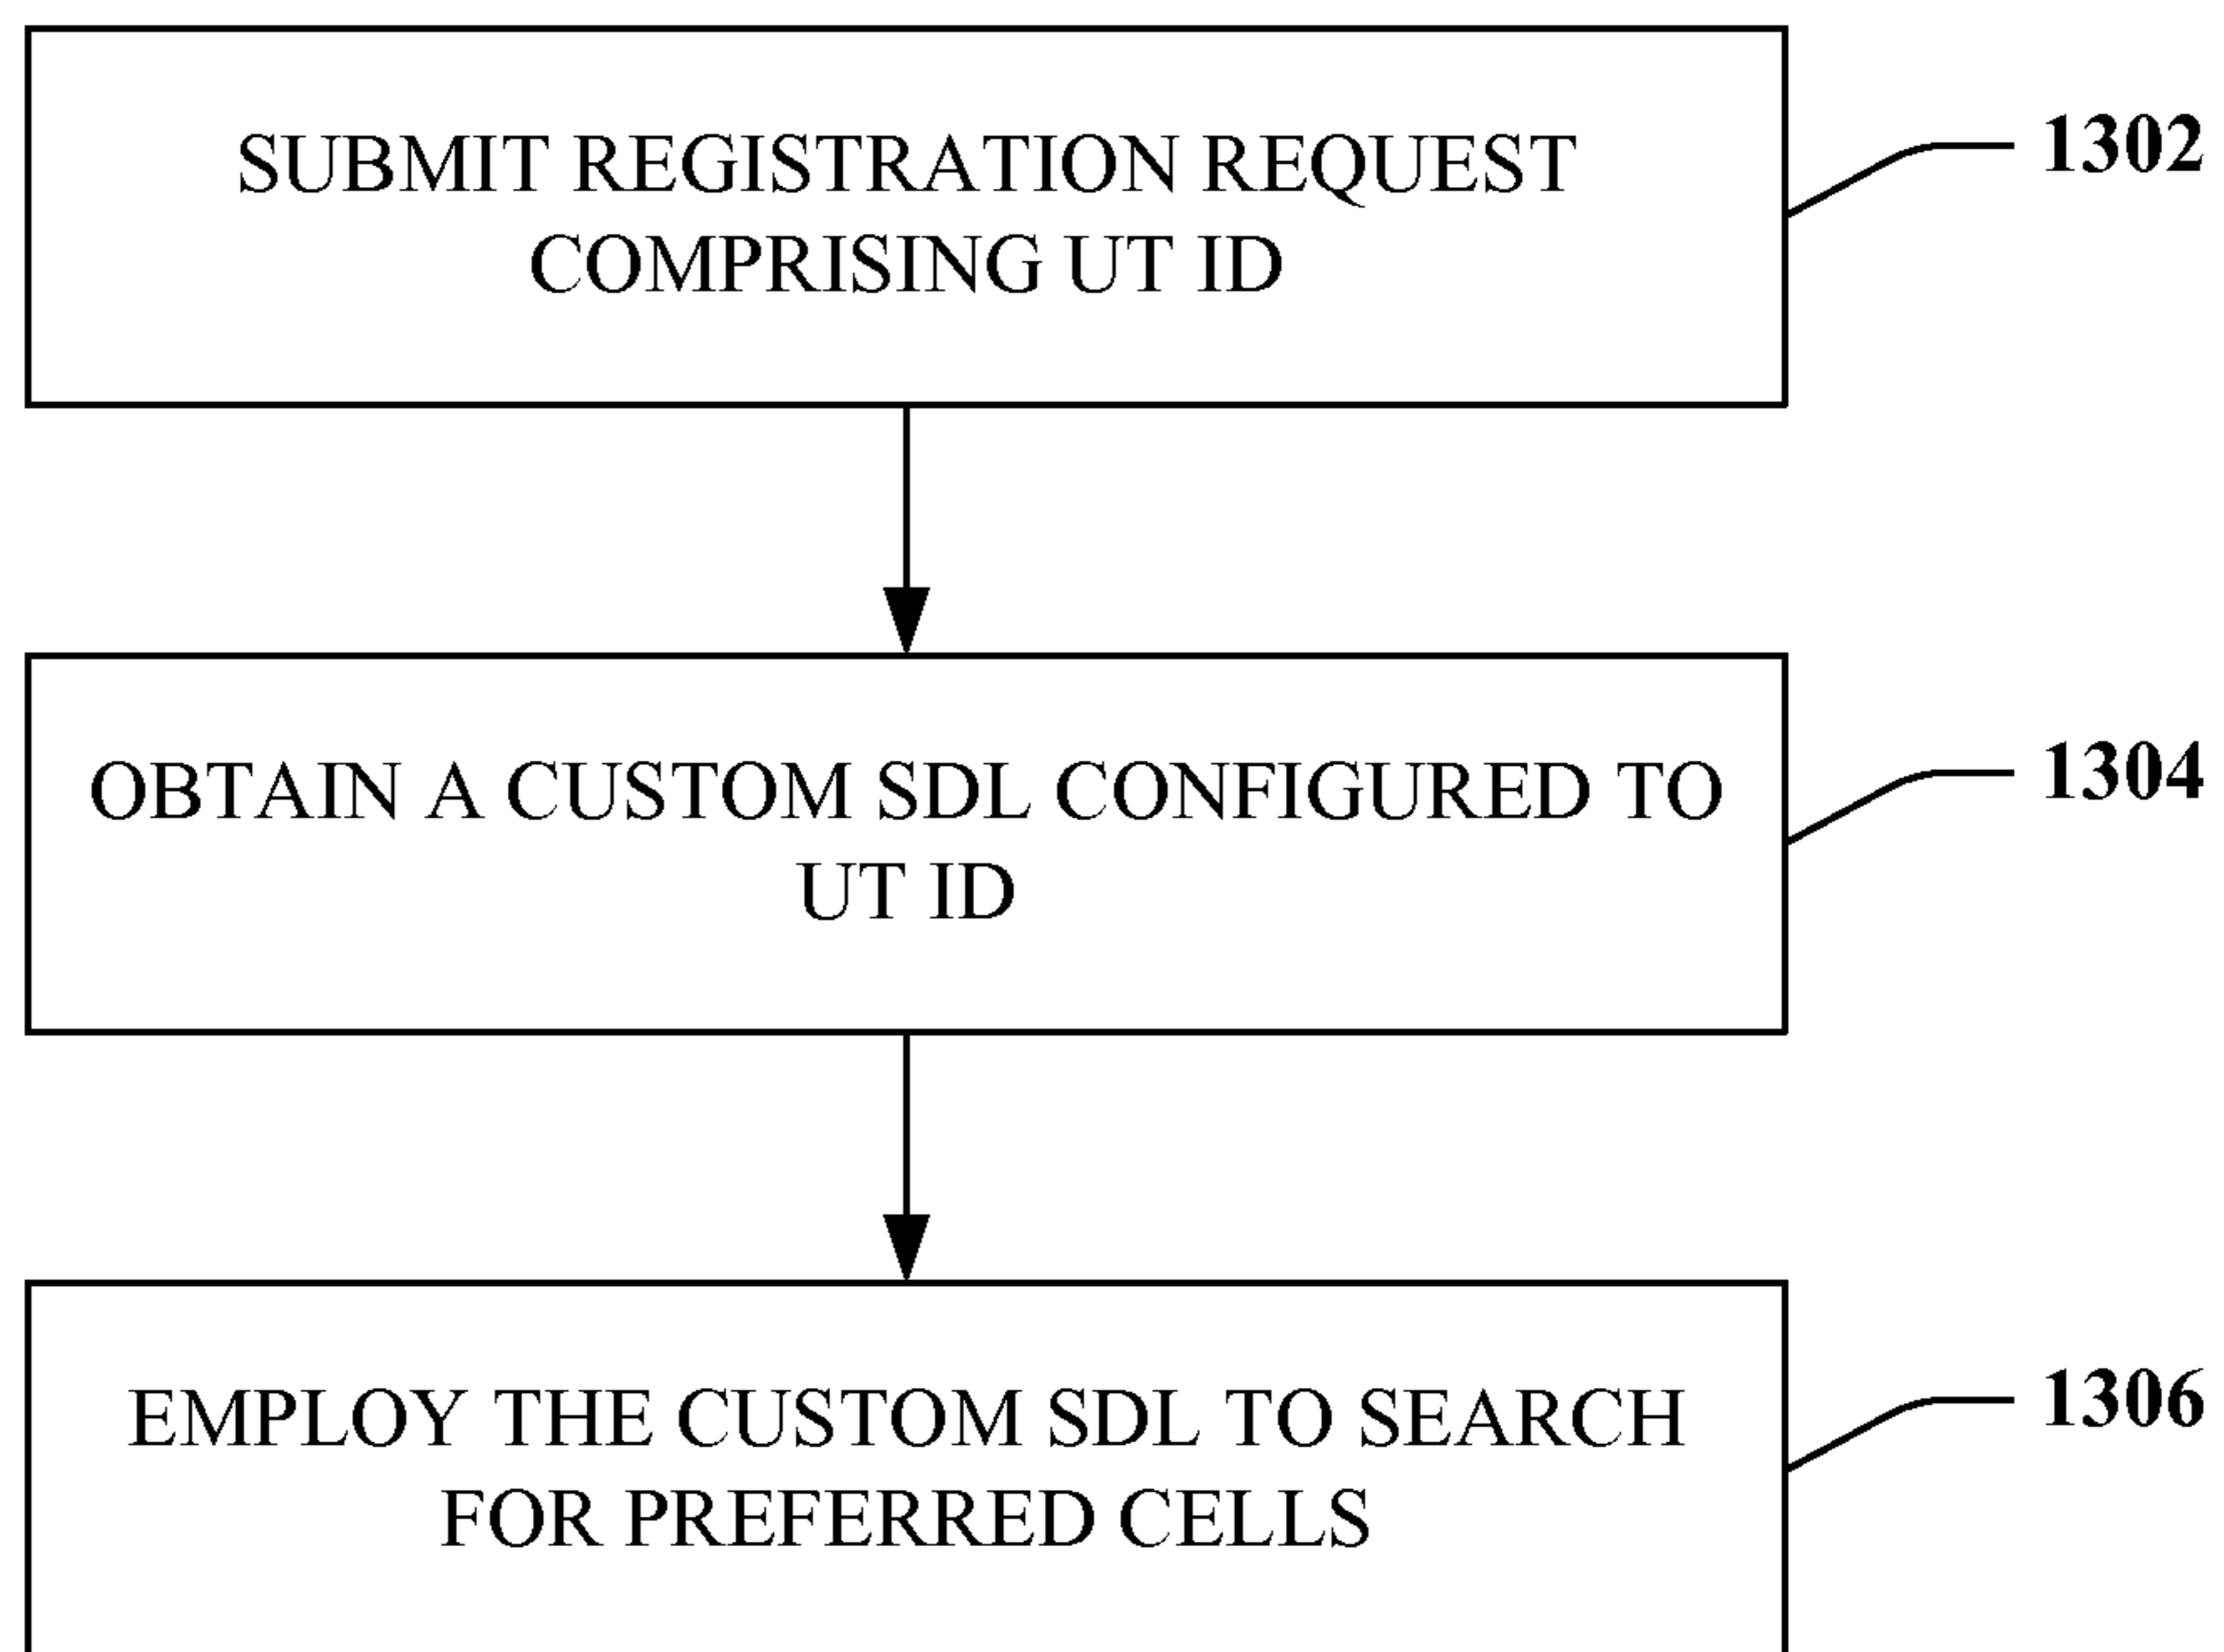 SUBMIT REGISTRATION REQUEST
COMPRISING UT ID
1302
OBTAIN A CUSTOM SDL CONFIGURED TO
UT ID
1304
EMPLOY THE CUSTOM SDL TO SEARCH
FOR PREFERRED CELLS
1306